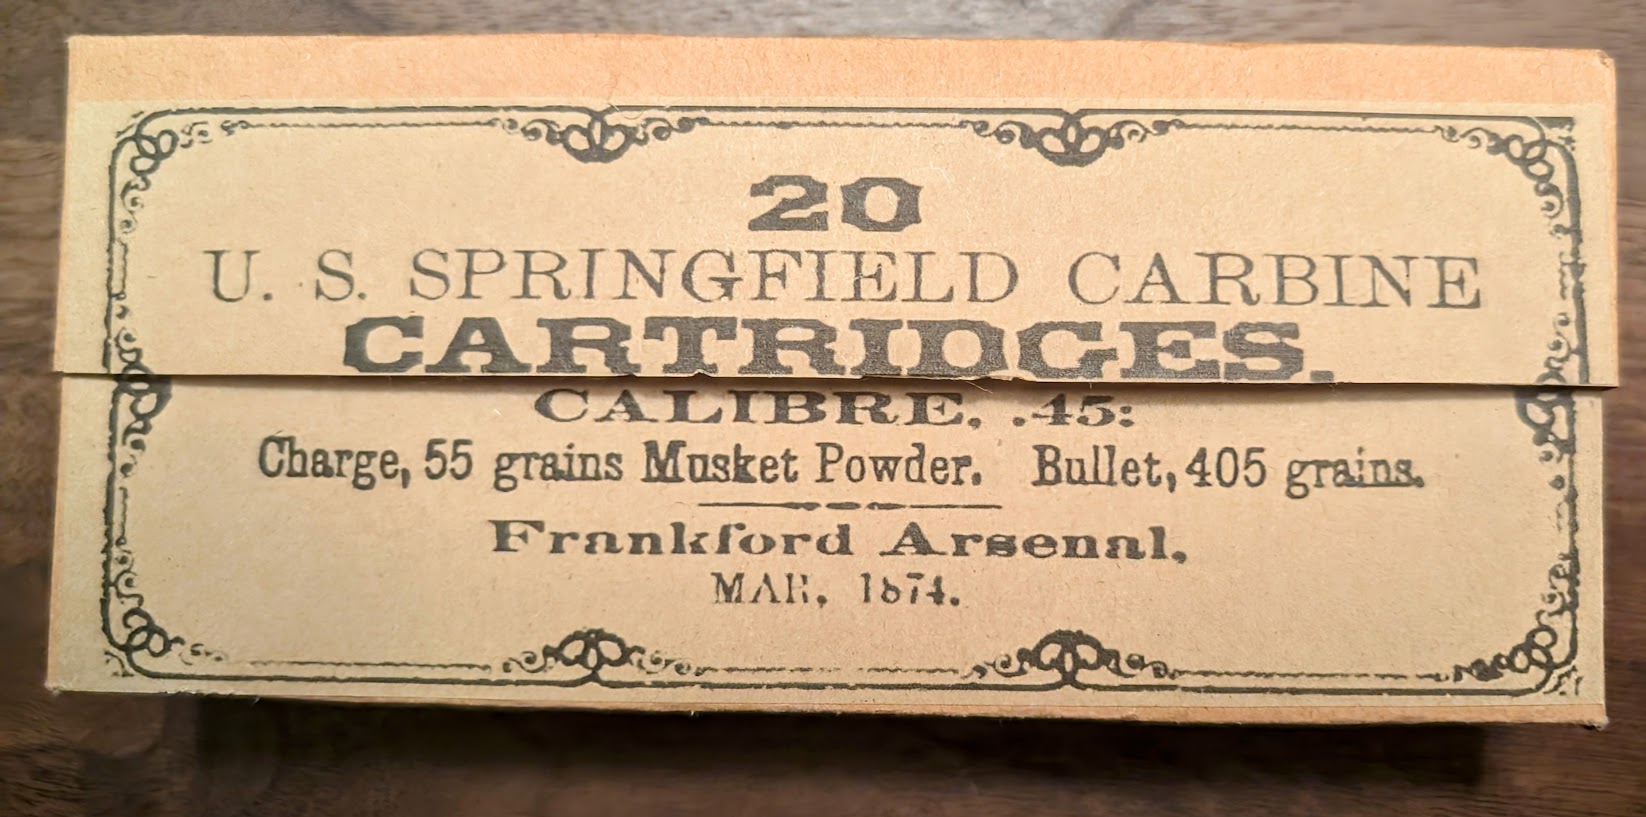 20
U. S. SPRINGFIELD CARBINE
CARTRIDGES.
CALIBRE, .45:
Charge, 55 grains Musket Powder. Bullet, 405 grains.
Frankford Arsenal,
MAR, 1874.